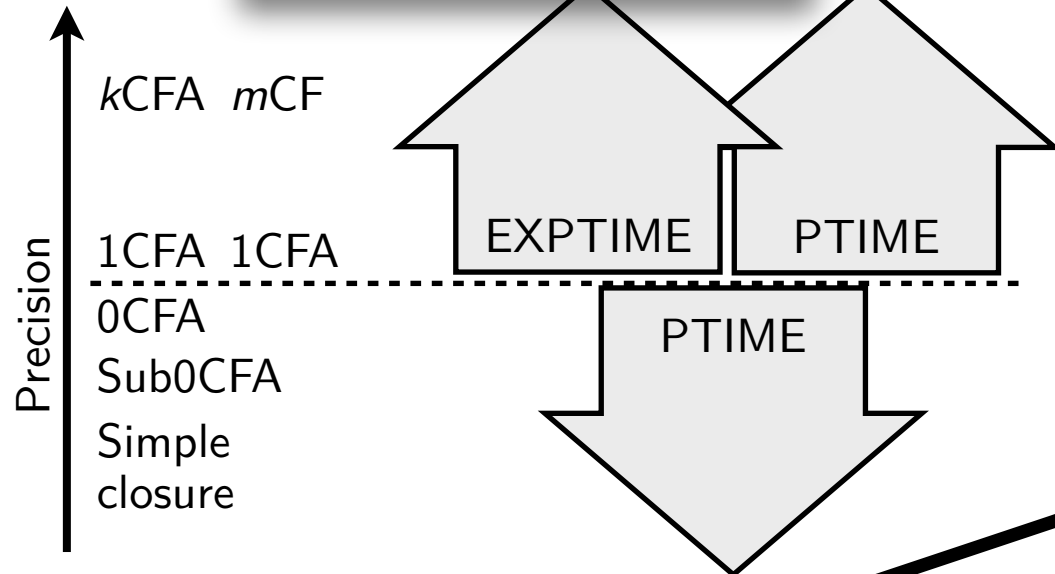 kCFA mCF
EXPTIME PTIME
1CFA 1CFA
0CFA
PTIME
Sub0CFA
Simple
closure
Precision